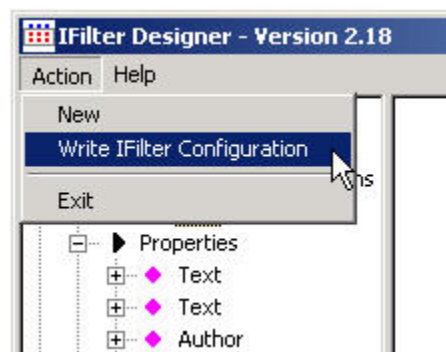 IFilter Designer - Version 2.18
Action Help
New
Write IFilter Configuration
Exit
Properties
Text
Text
Author